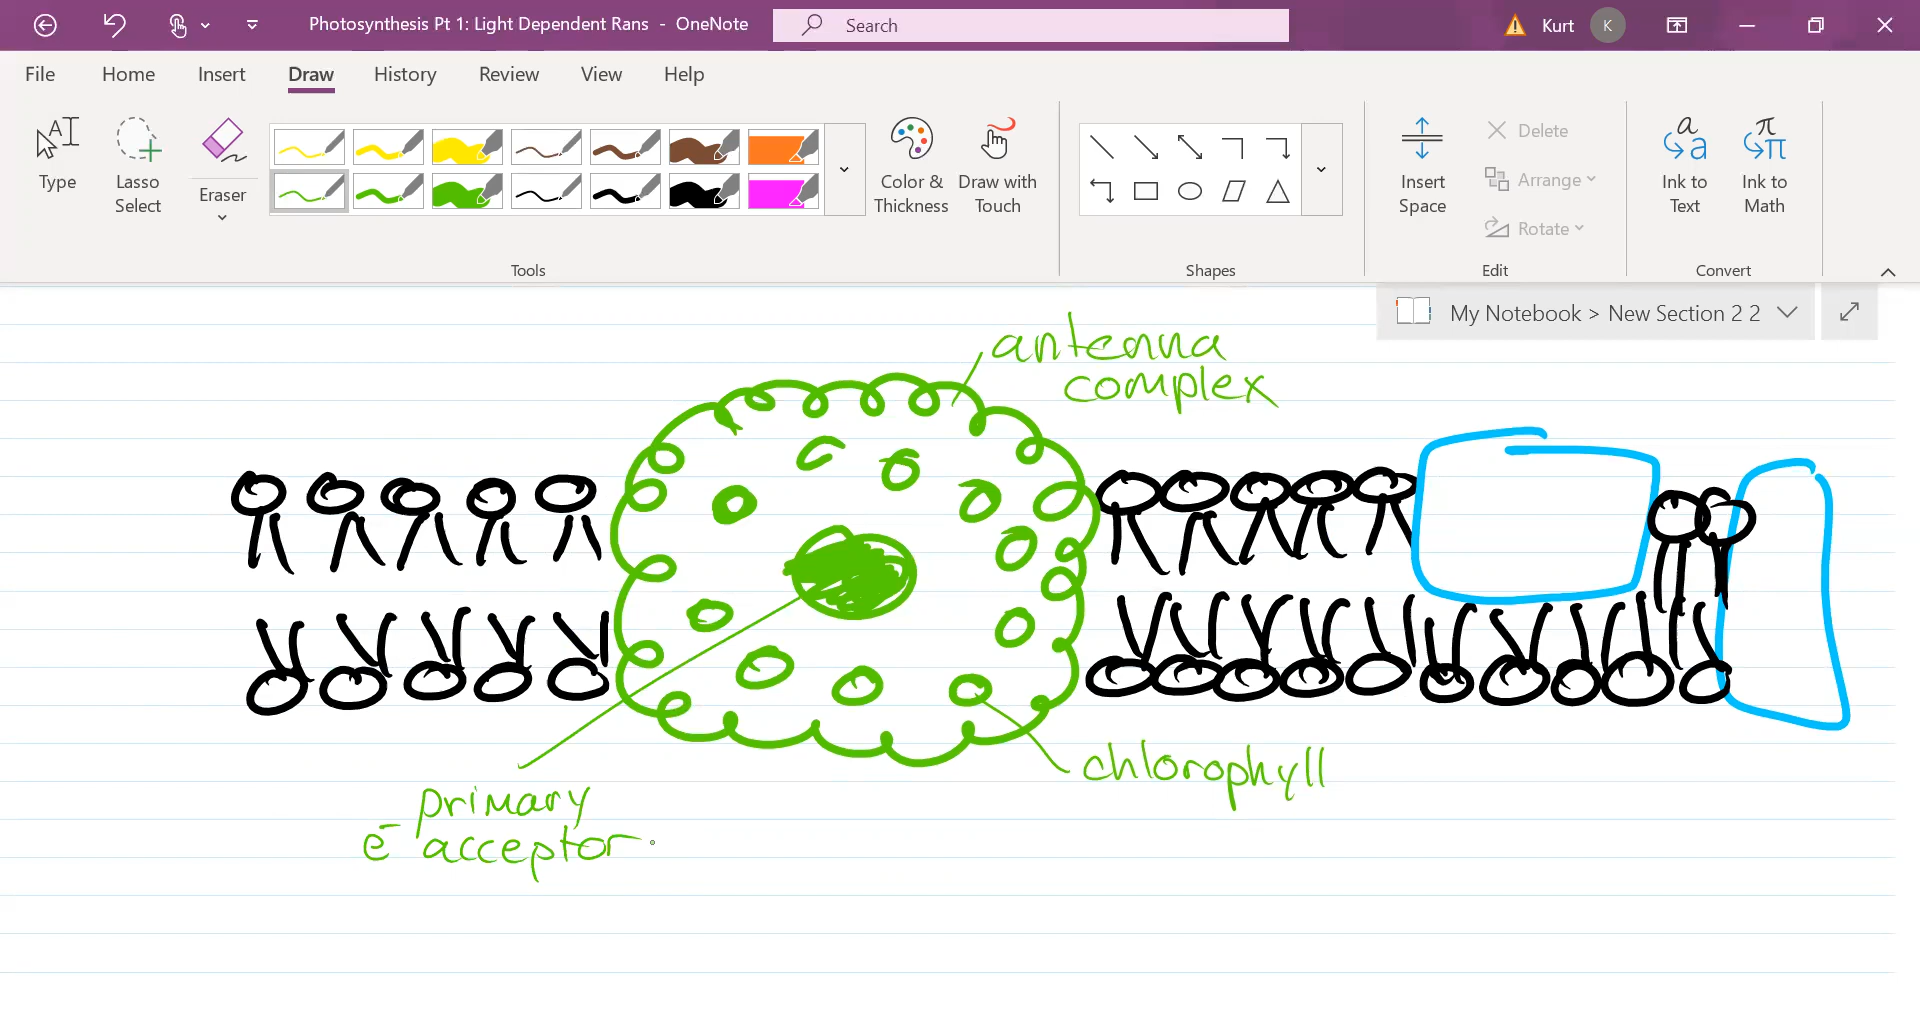 Photosynthesis Pt 1: Light Dependent Rans - OneNote
Search
Kurt
K
File Home Insert Draw History Review View Help
Type
Lasso Select
Eraser
Color & Thickness
Draw with Touch
Insert Space
Delete
Arrange
Rotate
Ink to Text
Ink to Math
Tools
Shapes
Edit
Convert
My Notebook > New Section 2 2
antenna
complex
chlorophyll
primary
e⁻ acceptor